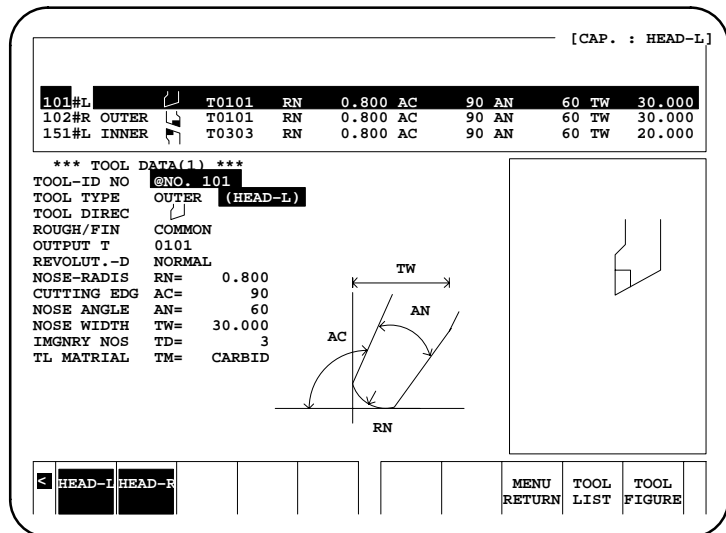 [CAP. : HEAD-L]
101#L T0101 RN 0.800 AC 90 AN 60 TW 30.000
102#R OUTER T0101 RN 0.800 AC 90 AN 60 TW 30.000
151#L INNER T0303 RN 0.800 AC 90 AN 60 TW 20.000
*** TOOL DATA(1) ***
TOOL-ID NO @NO. 101
TOOL TYPE OUTER (HEAD-L)
TOOL DIREC
ROUGH/FIN COMMON
OUTPUT T 0101
REVOLUT.-D NORMAL
NOSE-RADIS RN= 0.800
CUTTING EDG AC= 90
NOSE ANGLE AN= 60
NOSE WIDTH TW= 30.000
IMGNRY NOS TD= 3
TL MATRIAL TM= CARBID
TW
AN
AC
RN
< HEAD-L HEAD-R MENU RETURN TOOL LIST TOOL FIGURE